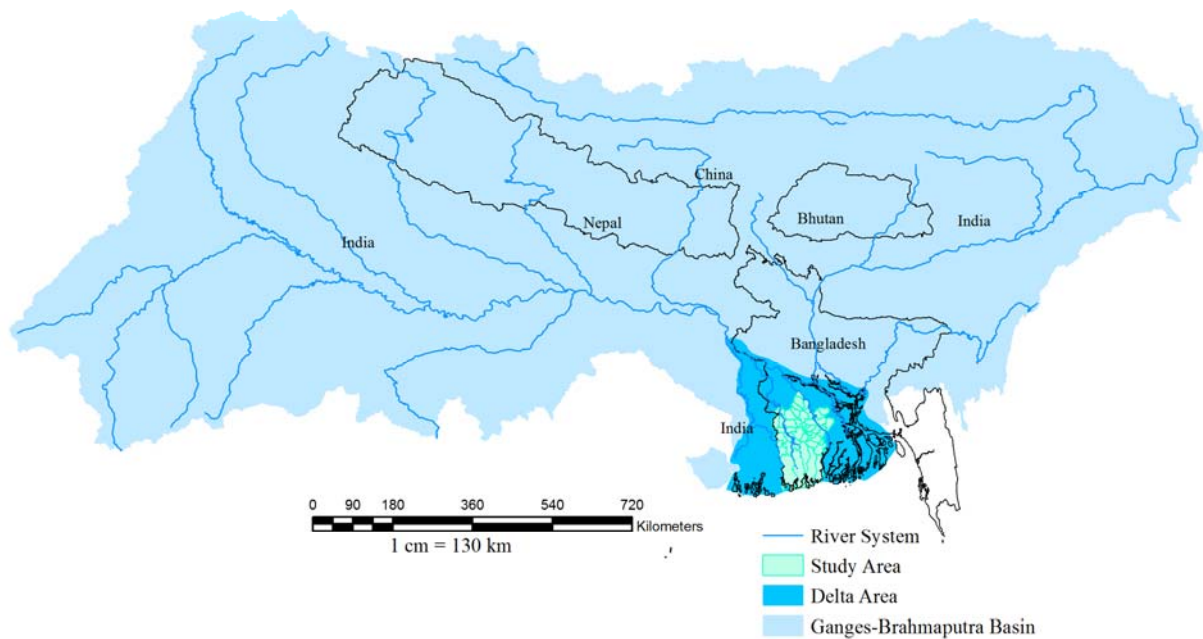 China
Nepal
Bhutan
India
India
Bangladesh
India
0 90 180 360 540 720
Kilometers
1 cm = 130 km
River System
Study Area
Delta Area
Ganges-Brahmaputra Basin